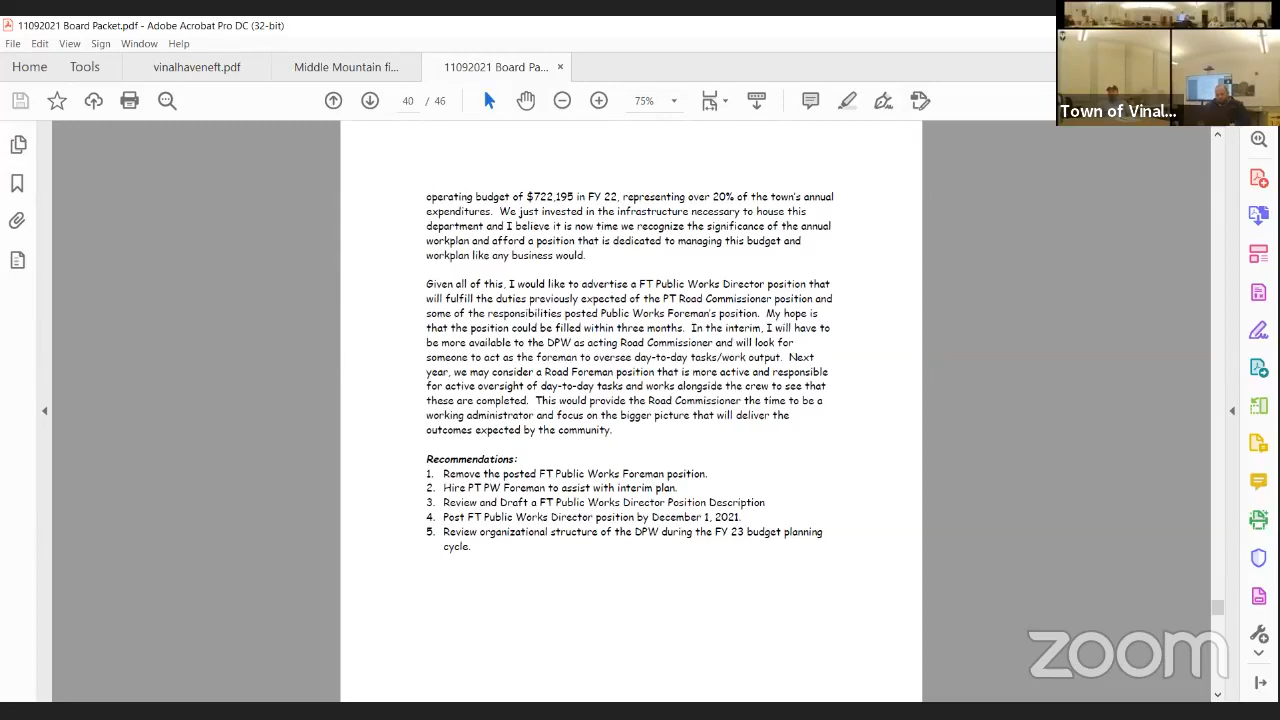 11092021 Board Packet.pdf - Adobe Acrobat Pro DC (32-bit)
File Edit View Sign Window Help
Home Tools vinalhaveneft.pdf Middle Mountain fi... 11092021 Board Pa... ×
40 / 46 75%
Town of Vinal...
operating budget of $722,195 in FY 22, representing over 20% of the town's annual
expenditures. We just invested in the infrastructure necessary to house this
department and I believe it is now time we recognize the significance of the annual
workplan and afford a position that is dedicated to managing this budget and
workplan like any business would.
Given all of this, I would like to advertise a FT Public Works Director position that
will fulfill the duties previously expected of the PT Road Commissioner position and
some of the responsibilities posted Public Works Foreman's position. My hope is
that the position could be filled within three months. In the interim, I will have to
be more available to the DPW as acting Road Commissioner and will look for
someone to act as the foreman to oversee day-to-day tasks/work output. Next
year, we may consider a Road Foreman position that is more active and responsible
for active oversight of day-to-day tasks and works alongside the crew to see that
these are completed. This would provide the Road Commissioner the time to be a
working administrator and focus on the bigger picture that will deliver the
outcomes expected by the community.
Recommendations:
1. Remove the posted FT Public Works Foreman position.
2. Hire PT PW Foreman to assist with interim plan.
3. Review and Draft a FT Public Works Director Position Description
4. Post FT Public Works Director position by December 1, 2021.
5. Review organizational structure of the DPW during the FY 23 budget planning
cycle.
zoom